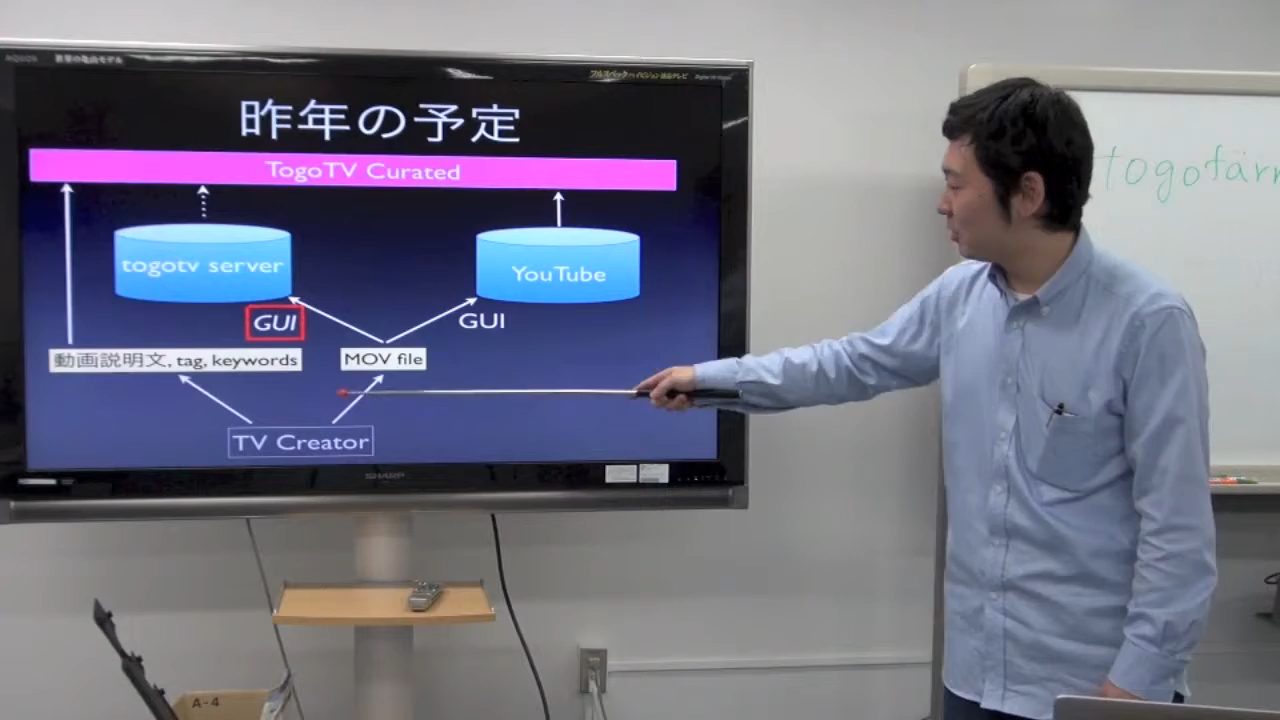 昨年の予定
TogoTV Curated
togotv server
YouTube
GUI
GUI
動画説明文, tag, keywords
MOV file
TV Creator
SHARP
togofarm
A-4